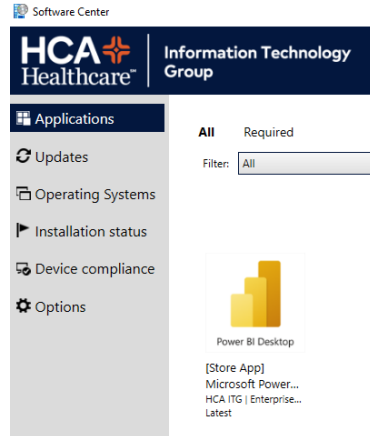 Software Center
HCA Healthcare™
Information Technology
Group
Applications
Updates
Operating Systems
Installation status
Device compliance
Options
All Required
Filter: All
Power BI Desktop
[Store App]
Microsoft Power...
HCA ITG | Enterprise...
Latest